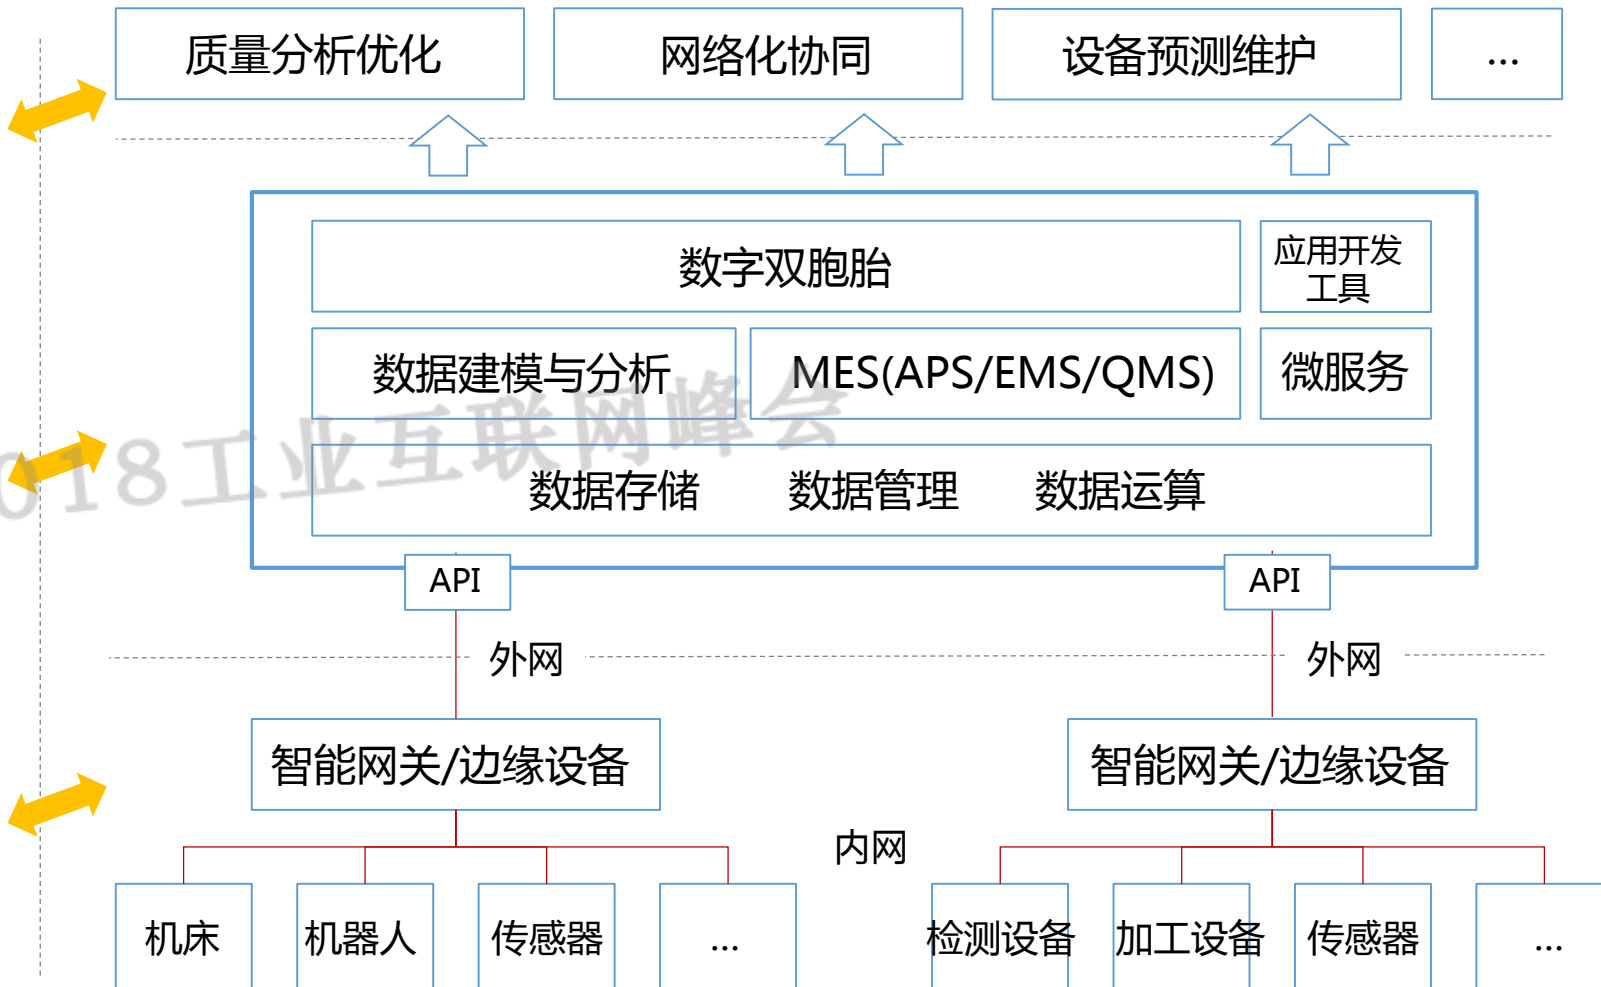 质量分析优化
网络化协同
设备预测维护
...
数字双胞胎
应用开发
工具
数据建模与分析
MES(APS/EMS/QMS)
微服务
018工业互联网峰会
数据存储 数据管理 数据运算
API
API
外网
外网
智能网关/边缘设备
智能网关/边缘设备
内网
机床
机器人
传感器
...
检测设备
加工设备
传感器
...